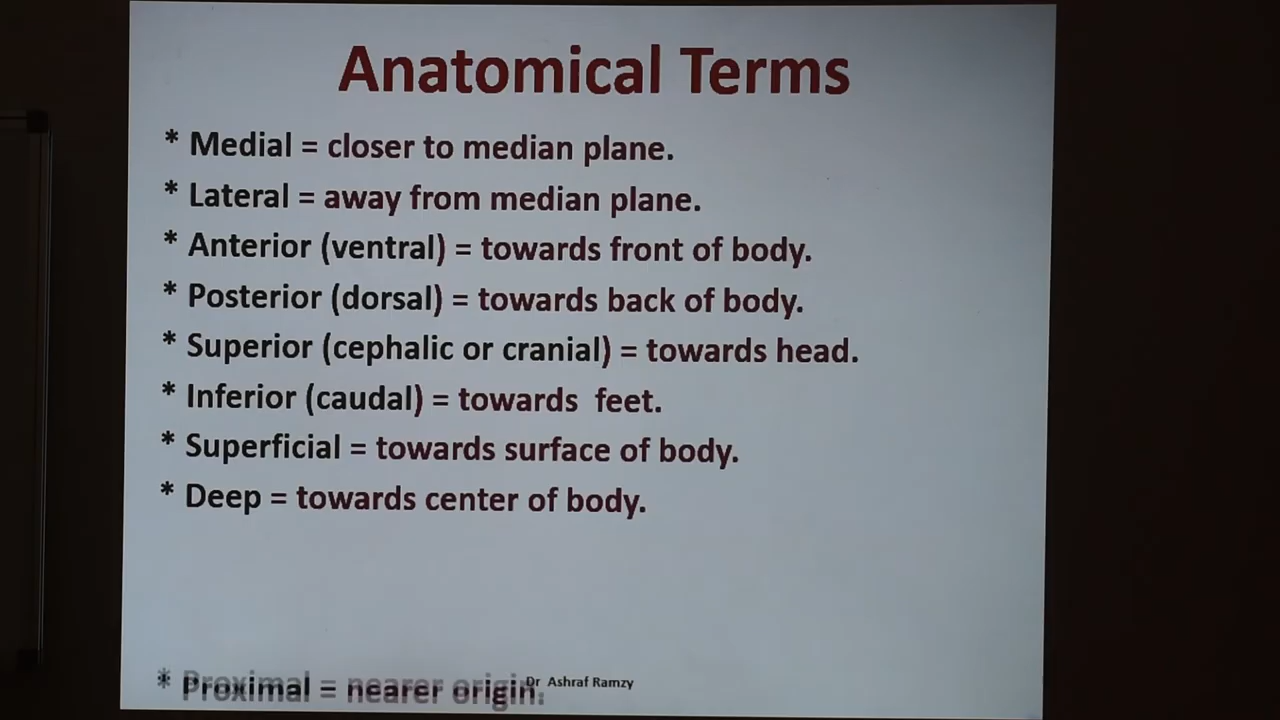 Anatomical Terms
* Medial = closer to median plane.
* Lateral = away from median plane.
* Anterior (ventral) = towards front of body.
* Posterior (dorsal) = towards back of body.
* Superior (cephalic or cranial) = towards head.
* Inferior (caudal) = towards  feet.
* Superficial = towards surface of body.
* Deep = towards center of body.
* Proximal = nearer origin.
Dr Ashraf Ramzy